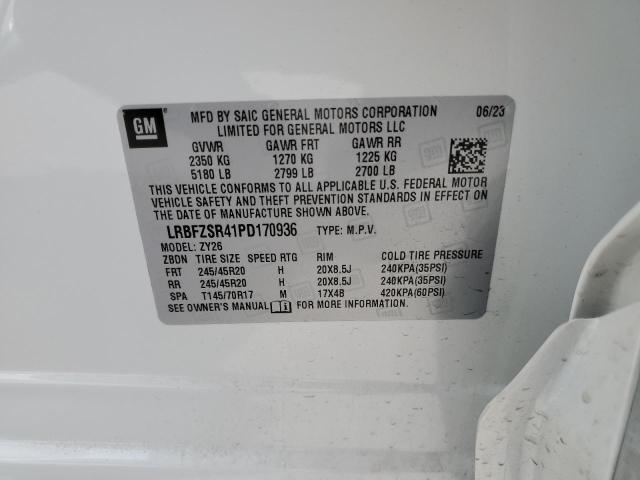 GM
MFD BY SAIC GENERAL MOTORS CORPORATION 06/23
LIMITED FOR GENERAL MOTORS LLC
GVWR GAWR FRT GAWR RR
2350 KG 1270 KG 1225 KG
5180 LB 2799 LB 2700 LB
THIS VEHICLE CONFORMS TO ALL APPLICABLE U.S. FEDERAL MOTOR
VEHICLE SAFETY AND THEFT PREVENTION STANDARDS IN EFFECT ON
THE DATE OF MANUFACTURE SHOWN ABOVE.
LRBFZSR41PD170936 TYPE: M.P.V.
MODEL: ZY26
ZBDN TIRE SIZE SPEED RTG RIM COLD TIRE PRESSURE
FRT 245/45R20 H 20X8.5J 240KPA(35PSI)
RR 245/45R20 H 20X8.5J 240KPA(35PSI)
SPA T145/70R17 M 17X4B 420KPA(60PSI)
SEE OWNER'S MANUAL FOR MORE INFORMATION.